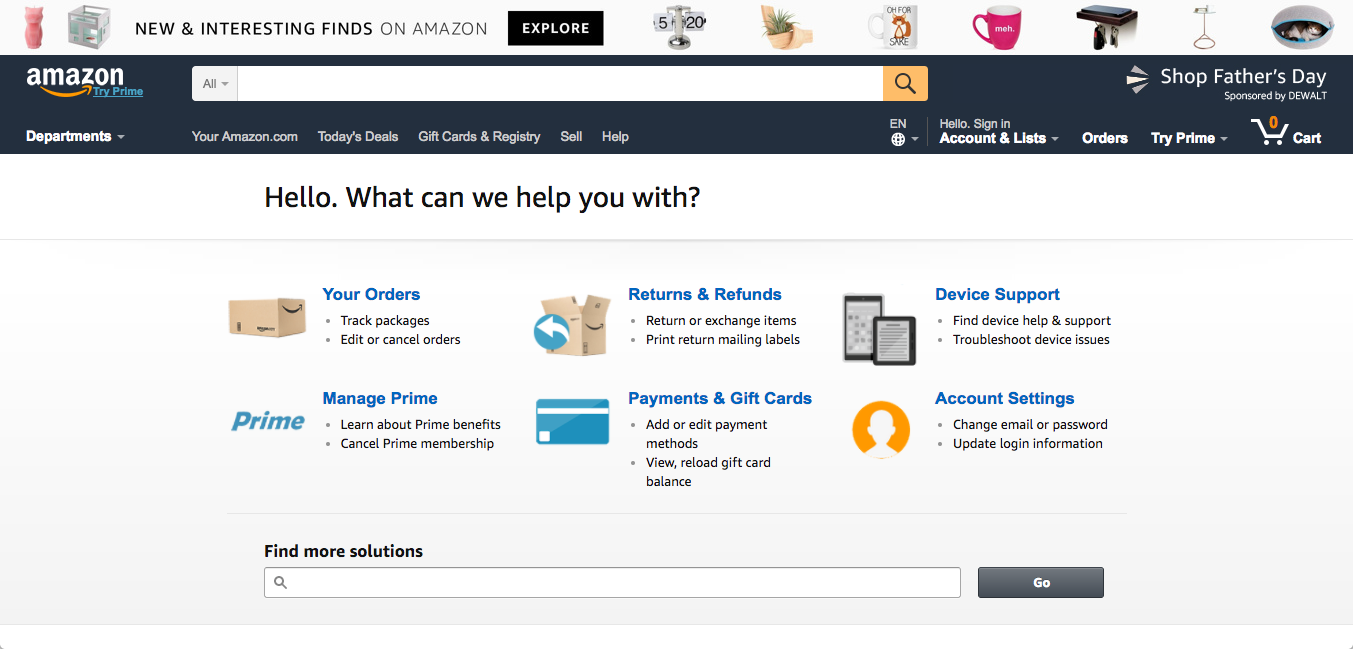 NEW & INTERESTING FINDS ON AMAZON
EXPLORE
5 20
OH FOR
SAKE
meh.
amazon
Try Prime
All
Shop Father's Day
Sponsored by DEWALT
Departments
Your Amazon.com
Today's Deals
Gift Cards & Registry
Sell
Help
EN
Hello. Sign in
Account & Lists
Orders
Try Prime
0
Cart
Hello. What can we help you with?
Your Orders
Track packages
Edit or cancel orders
Returns & Refunds
Return or exchange items
Print return mailing labels
Device Support
Find device help & support
Troubleshoot device issues
Prime
Manage Prime
Learn about Prime benefits
Cancel Prime membership
Payments & Gift Cards
Add or edit payment
methods
View, reload gift card
balance
Account Settings
Change email or password
Update login information
Find more solutions
Go